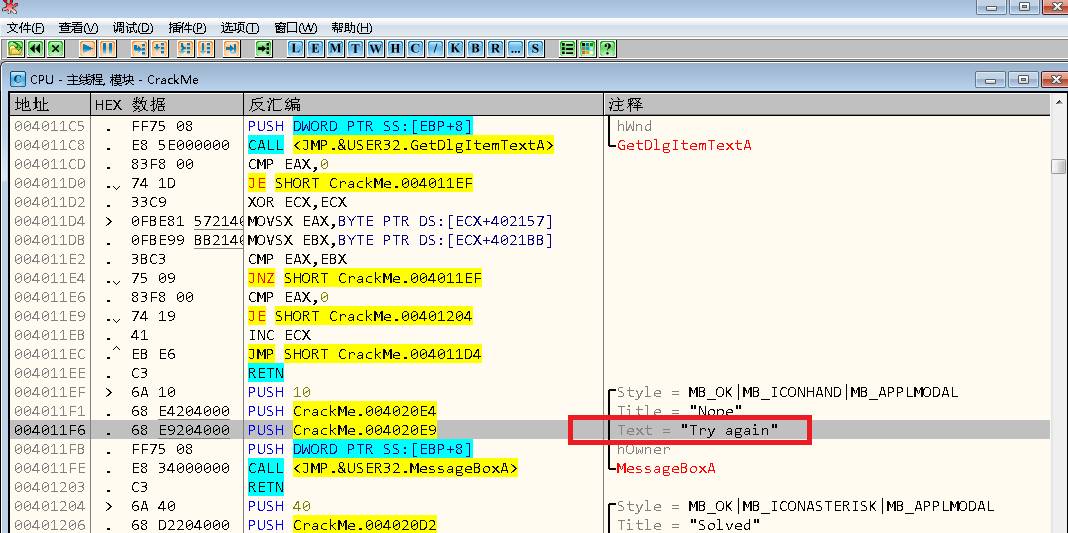 文件(F) 查看(V) 调试(D) 插件(P) 选项(T) 窗口(W) 帮助(H)
L E M T W H C / K B R ... S ?
C CPU - 主线程, 模块 - CrackMe
地址 HEX 数据 反汇编 注释
004011C5 . FF75 08 PUSH DWORD PTR SS:[EBP+8] hWnd
004011C8 . E8 5E000000 CALL <JMP.&USER32.GetDlgItemTextA> GetDlgItemTextA
004011CD . 83F8 00 CMP EAX,0
004011D0 . 74 1D JE SHORT CrackMe.004011EF
004011D2 . 33C9 XOR ECX,ECX
004011D4 > 0FBE81 572140 MOVSX EAX,BYTE PTR DS:[ECX+402157]
004011DB . 0FBE99 BB2140 MOVSX EBX,BYTE PTR DS:[ECX+4021BB]
004011E2 . 3BC3 CMP EAX,EBX
004011E4 . 75 09 JNZ SHORT CrackMe.004011EF
004011E6 . 83F8 00 CMP EAX,0
004011E9 . 74 19 JE SHORT CrackMe.00401204
004011EB . 41 INC ECX
004011EC . EB E6 JMP SHORT CrackMe.004011D4
004011EE . C3 RETN
004011EF > 6A 10 PUSH 10 Style = MB_OK|MB_ICONHAND|MB_APPLMODAL
004011F1 . 68 E4204000 PUSH CrackMe.004020E4 Title = "Nope"
004011F6 . 68 E9204000 PUSH CrackMe.004020E9 Text = "Try again"
004011FB . FF75 08 PUSH DWORD PTR SS:[EBP+8] hOwner
004011FE . E8 34000000 CALL <JMP.&USER32.MessageBoxA> MessageBoxA
00401203 . C3 RETN
00401204 > 6A 40 PUSH 40 Style = MB_OK|MB_ICONASTERISK|MB_APPLMODAL
00401206 . 68 D2204000 PUSH CrackMe.004020D2 Title = "Solved"